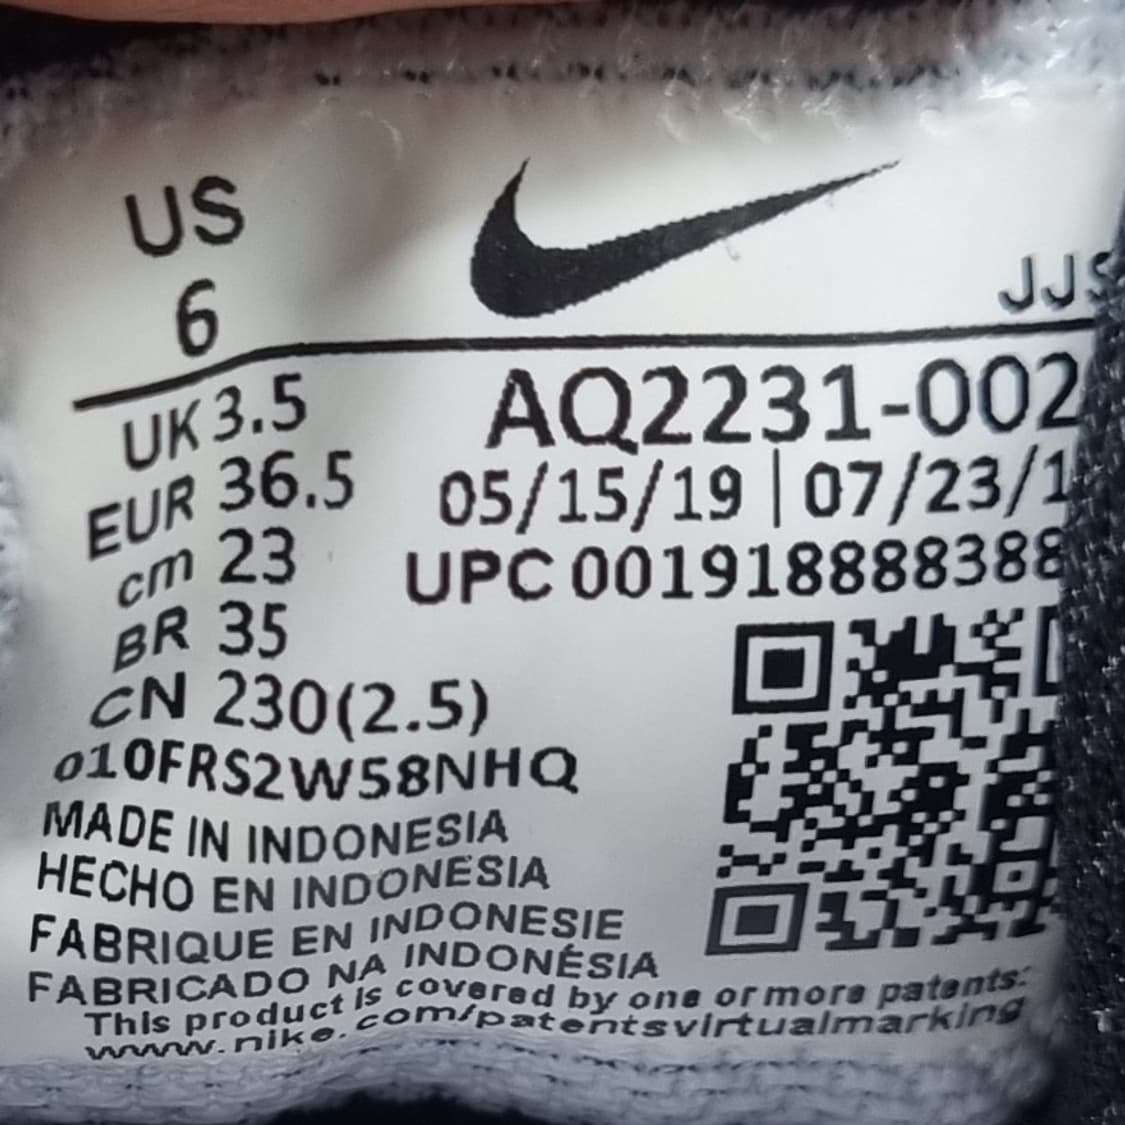 US
6
JJS
UK 3.5
EUR 36.5
cm 23
BR 35
CN 230(2.5)
AQ2231-002
05/15/19 | 07/23/1
UPC 001918888388
010FRS2W58NHQ
MADE IN INDONESIA
HECHO EN INDONESIA
FABRIQUE EN INDONESIE
FABRICADO NA INDONÉSIA
This product is covered by one or more patents:
www.nike.com/patentsvirtualmarking